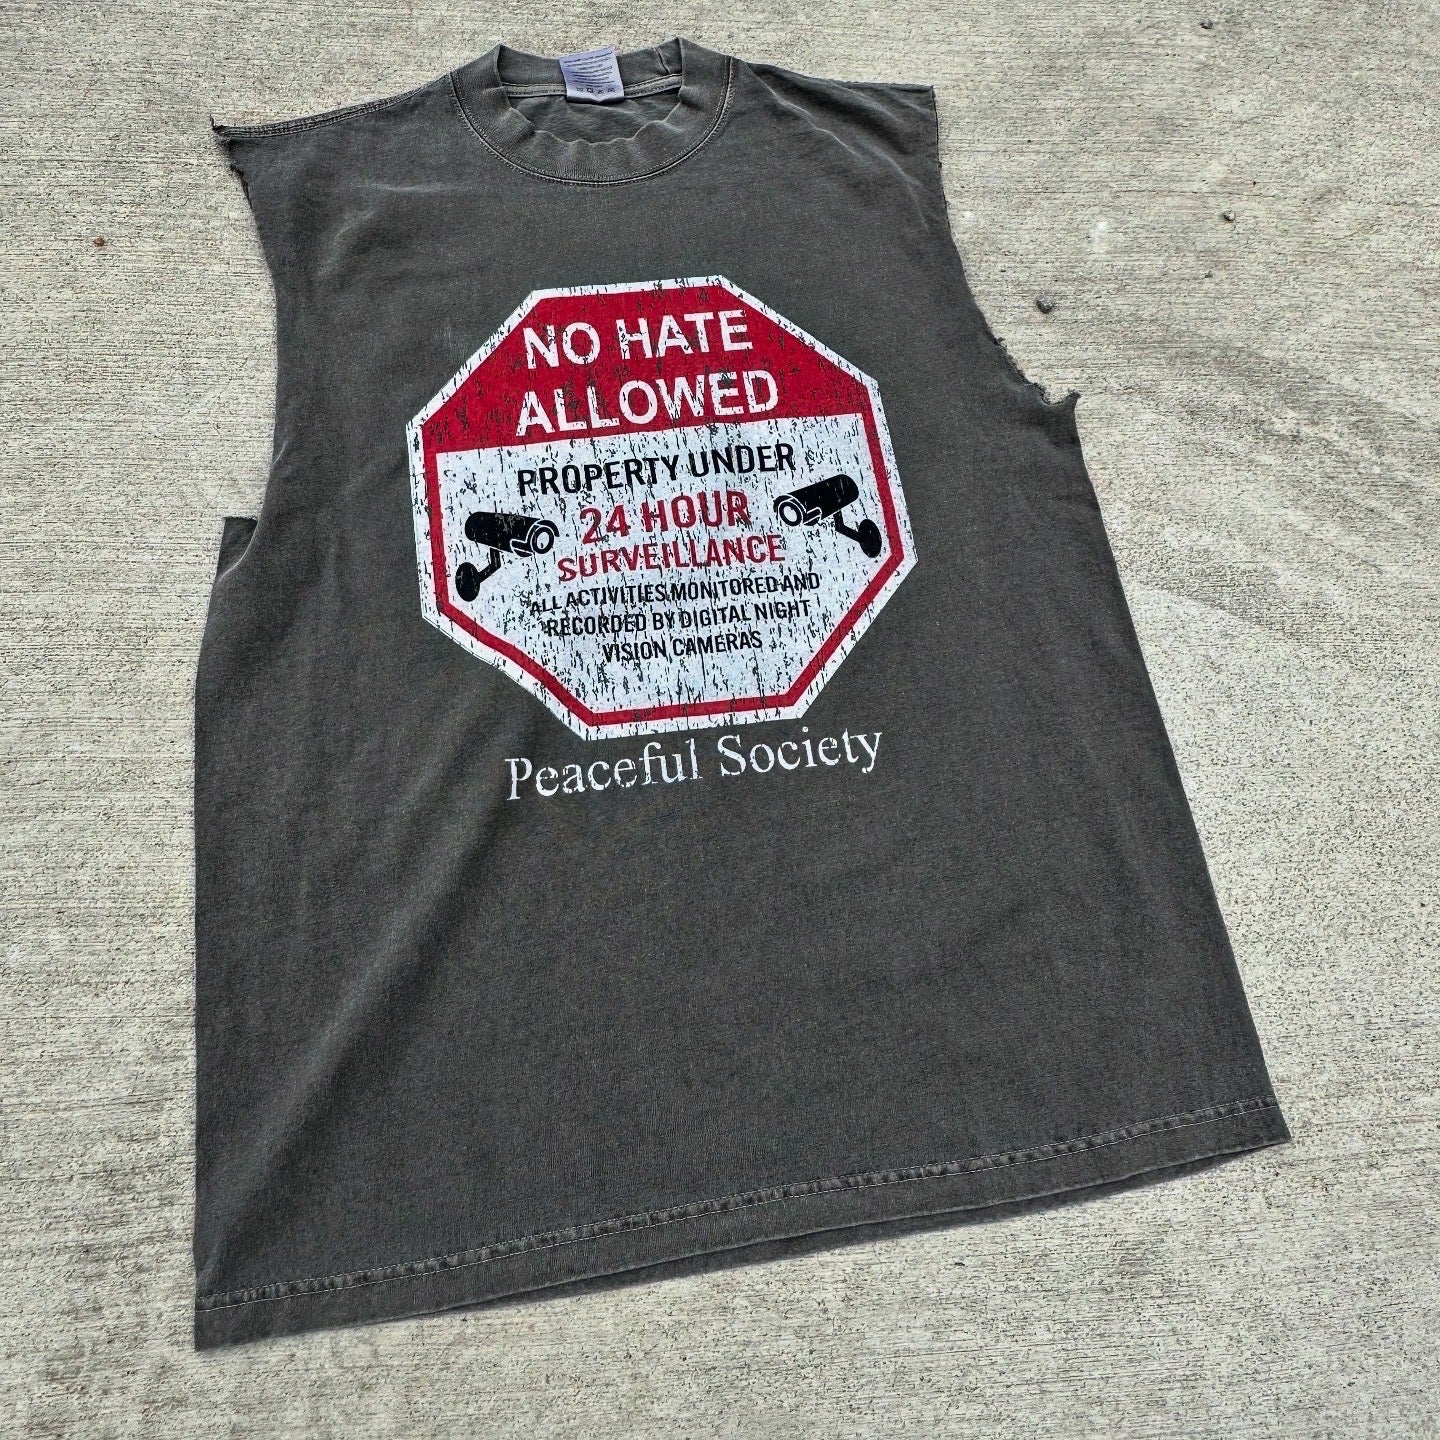 NO HATE
ALLOWED
PROPERTY UNDER
24 HOUR
SURVEILLANCE
ALL ACTIVITIES MONITORED AND
RECORDED BY DIGITAL NIGHT
VISION CAMERAS
Peaceful Society